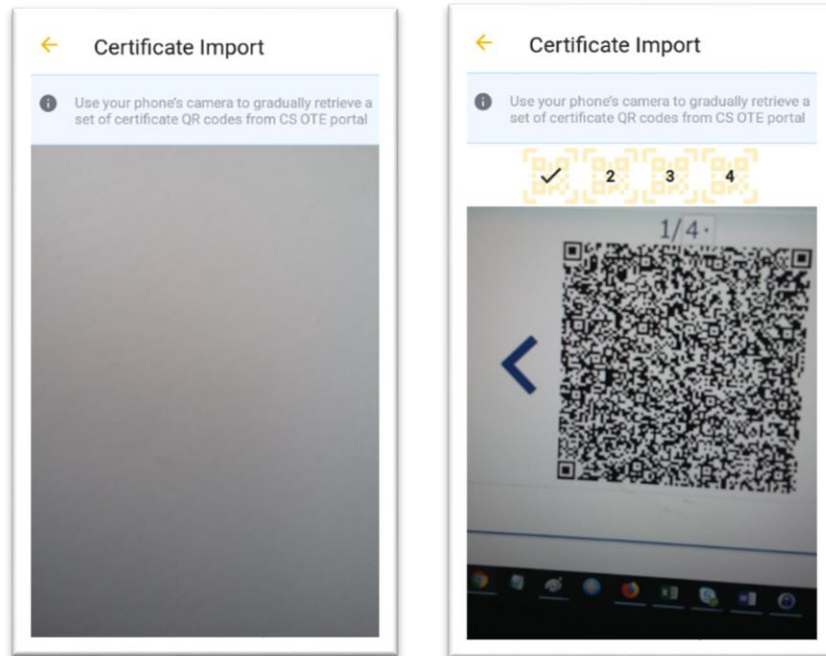 Certificate Import
Use your phone's camera to gradually retrieve a
set of certificate QR codes from CS OTE portal
Certificate Import
Use your phone's camera to gradually retrieve a
set of certificate QR codes from CS OTE portal
2 3 4
1/4